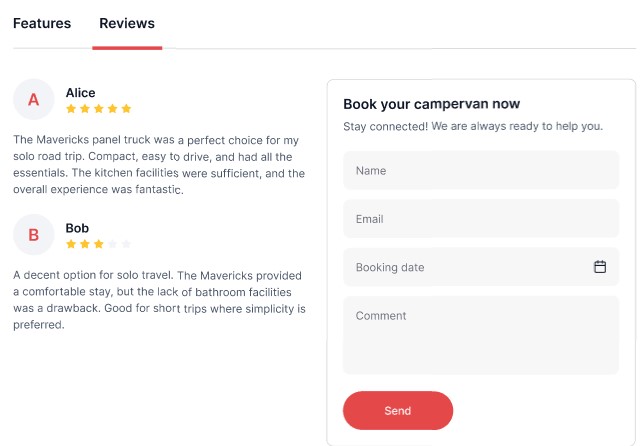 Features Reviews
A
Alice
The Mavericks panel truck was a perfect choice for my
solo road trip. Compact, easy to drive, and had all the
essentials. The kitchen facilities were sufficient, and the
overall experience was fantastic.
B
Bob
A decent option for solo travel. The Mavericks provided
a comfortable stay, but the lack of bathroom facilities
was a drawback. Good for short trips where simplicity is
preferred.
Book your campervan now
Stay connected! We are always ready to help you.
Name
Email
Booking date
Comment
Send